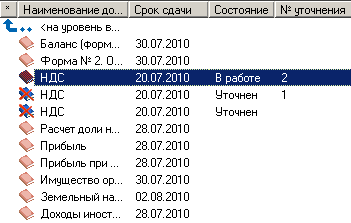 * Наименование до... Срок сдачи Состояние № уточнения
<на уровень в...
Баланс (форм... 30.07.2010
Форма № 2. О... 30.07.2010
НДС 20.07.2010 В работе 2
НДС 20.07.2010 Уточнен 1
НДС 20.07.2010 Уточнен
Расчет доли н... 28.07.2010
Прибыль 28.07.2010
Прибыль при ... 28.07.2010
Имущество ор... 30.07.2010
Земельный на... 02.08.2010
Доходы иност... 28.07.2010